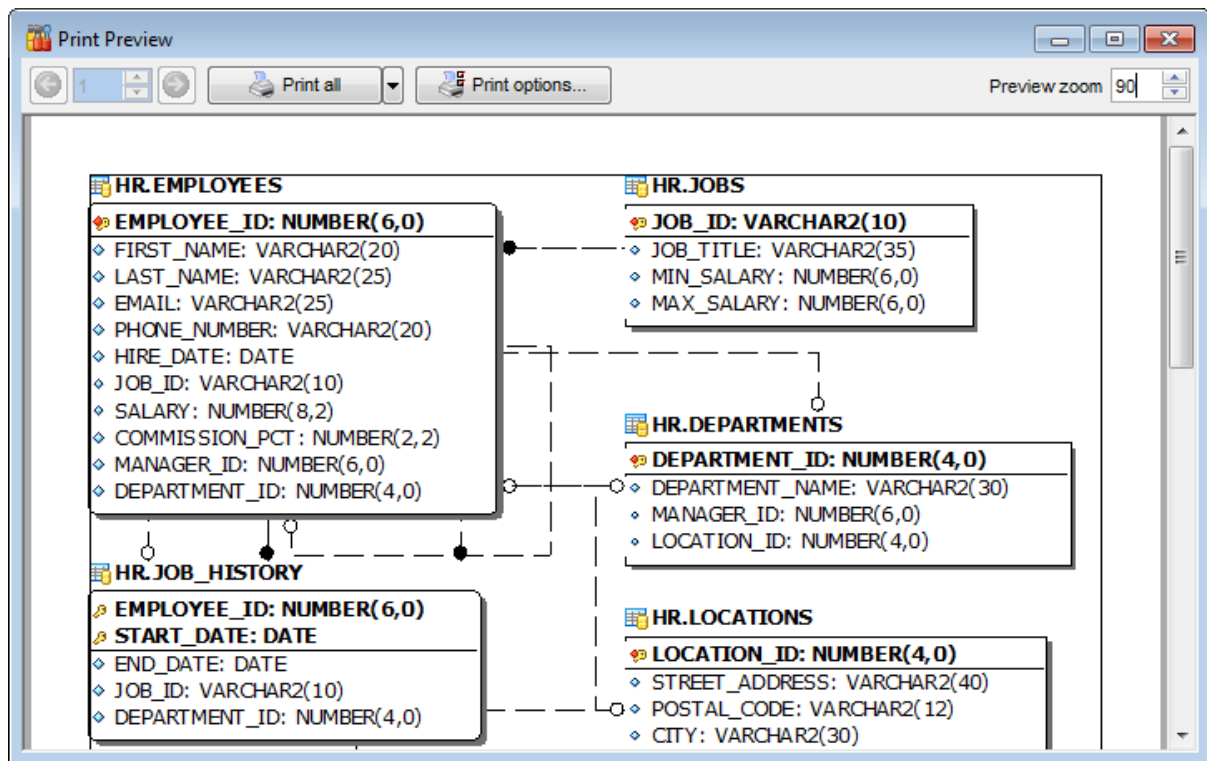 Print Preview
1
Print all
Print options...
Preview zoom 90
HR.EMPLOYEES
EMPLOYEE_ID: NUMBER(6,0)
FIRST_NAME: VARCHAR2(20)
LAST_NAME: VARCHAR2(25)
EMAIL: VARCHAR2(25)
PHONE_NUMBER: VARCHAR2(20)
HIRE_DATE: DATE
JOB_ID: VARCHAR2(10)
SALARY: NUMBER(8,2)
COMMISSION_PCT: NUMBER(2,2)
MANAGER_ID: NUMBER(6,0)
DEPARTMENT_ID: NUMBER(4,0)
HR.JOBS
JOB_ID: VARCHAR2(10)
JOB_TITLE: VARCHAR2(35)
MIN_SALARY: NUMBER(6,0)
MAX_SALARY: NUMBER(6,0)
HR.DEPARTMENTS
DEPARTMENT_ID: NUMBER(4,0)
DEPARTMENT_NAME: VARCHAR2(30)
MANAGER_ID: NUMBER(6,0)
LOCATION_ID: NUMBER(4,0)
HR.JOB_HISTORY
EMPLOYEE_ID: NUMBER(6,0)
START_DATE: DATE
END_DATE: DATE
JOB_ID: VARCHAR2(10)
DEPARTMENT_ID: NUMBER(4,0)
HR.LOCATIONS
LOCATION_ID: NUMBER(4,0)
STREET_ADDRESS: VARCHAR2(40)
POSTAL_CODE: VARCHAR2(12)
CITY: VARCHAR2(30)